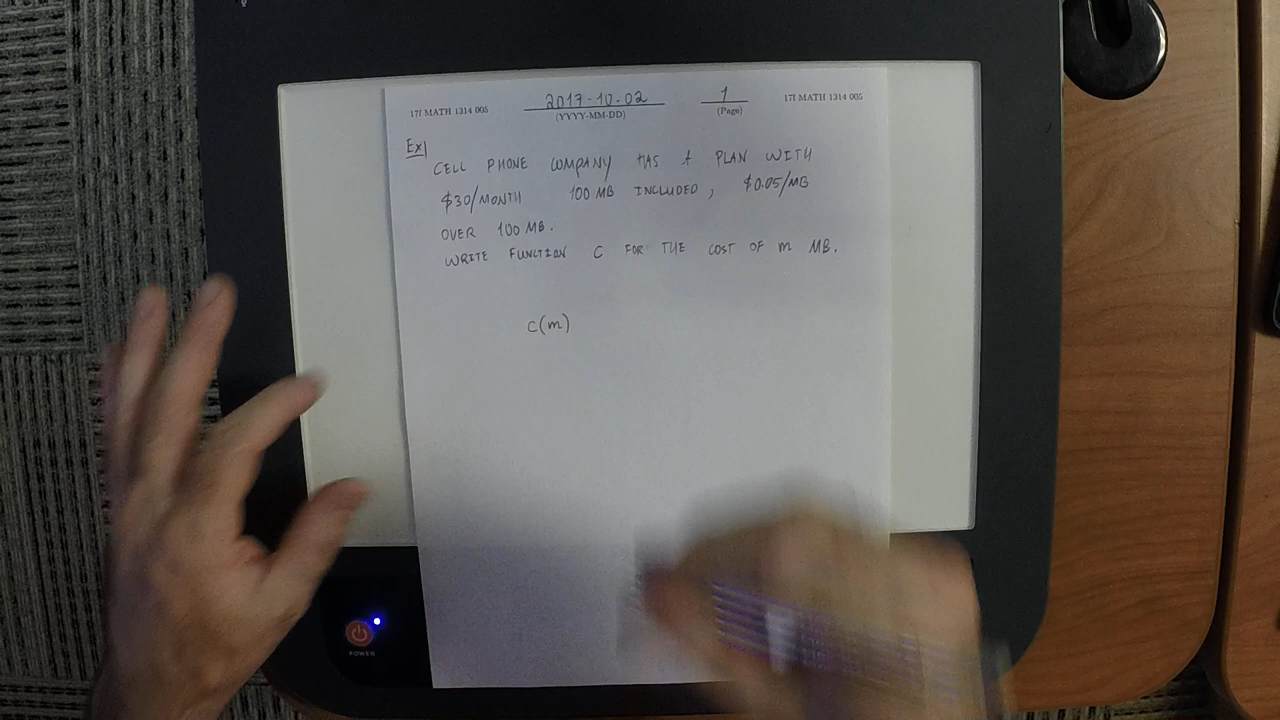 17f MATH 1314 005 2017-10-02 1 17f MATH 1314 005
(YYYY-MM-DD) (Page)
Ex
CELL PHONE COMPANY HAS A PLAN WITH
$30/MONTH 100 MB INCLUDED, $0.05/MB
OVER 100 MB.
WRITE FUNCTION C FOR THE COST OF m MB.
C(m)
POWER